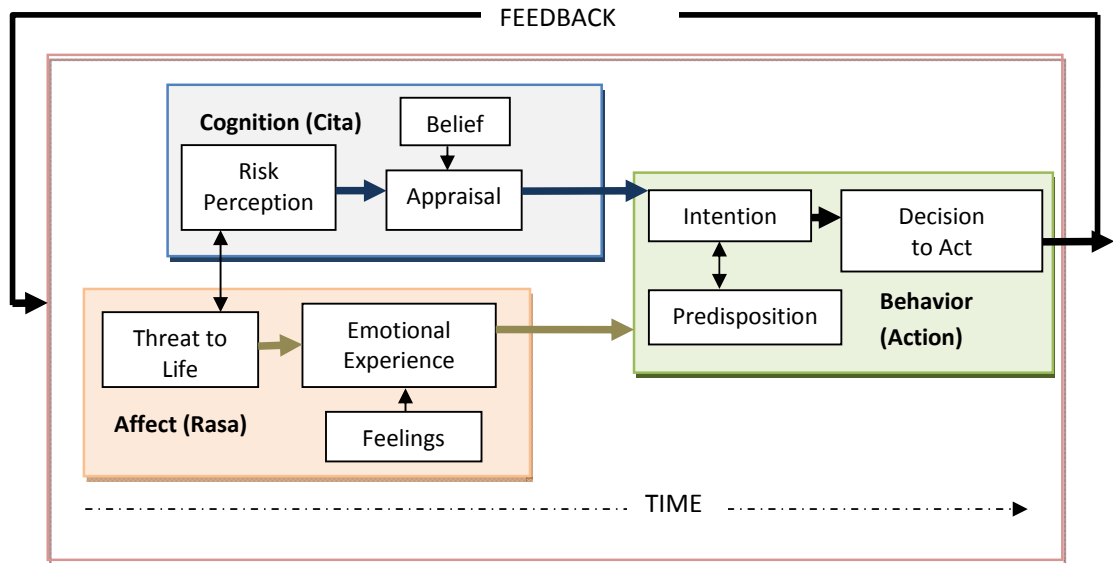 FEEDBACK
Cognition (Cita)
Belief
Risk
Perception
Appraisal
Intention
Decision
to Act
Predisposition
Behavior
(Action)
Threat to
Life
Emotional
Experience
Affect (Rasa)
Feelings
TIME